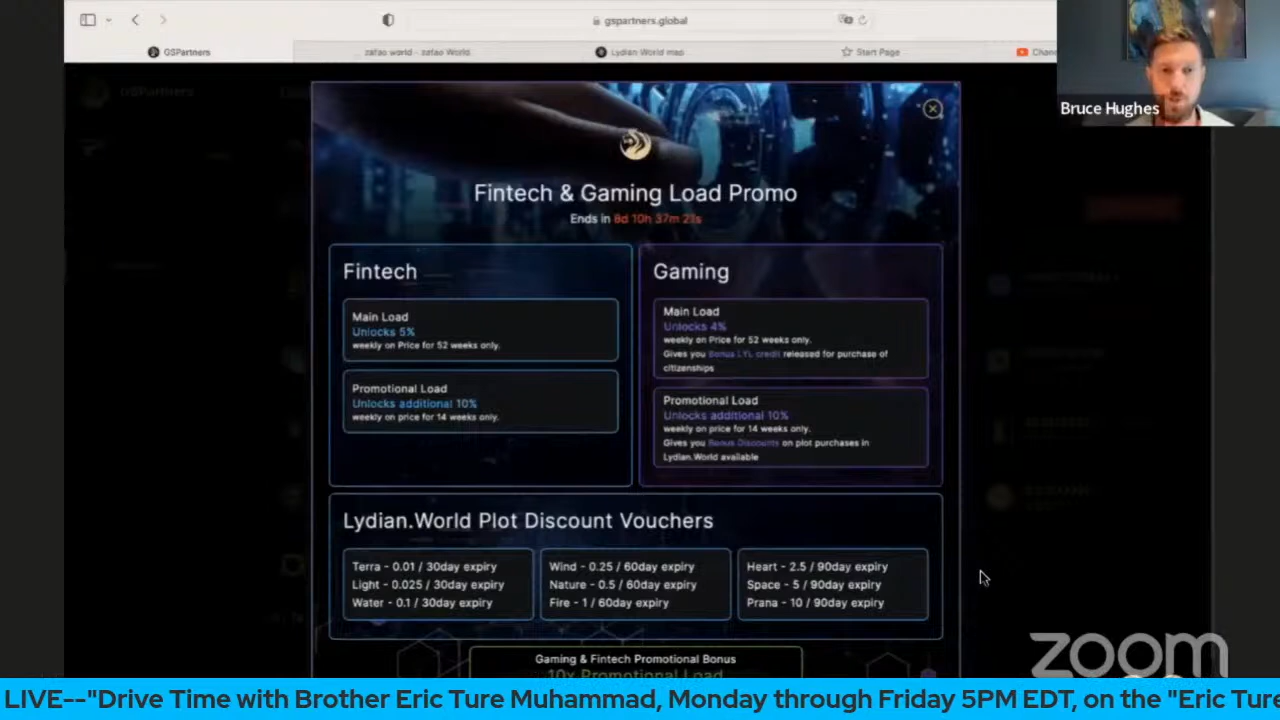 gspartners.global
GSPartners
zafao world - zafao World
Lydian World map
Start Page
Bruce Hughes
Fintech & Gaming Load Promo
Ends in 8d 10h 37m 21s
Fintech
Main Load
Unlocks 5%
weekly on Price for 52 weeks only.
Promotional Load
Unlocks additional 10%
weekly on price for 14 weeks only.
Gaming
Main Load
Unlocks 4%
weekly on Price for 52 weeks only.
Gives you Bonus LYL credit released for purchase of
citizenships
Promotional Load
Unlocks additional 10%
weekly on price for 14 weeks only.
Gives you Bonus Discounts on plot purchases in
Lydian.World available
Lydian.World Plot Discount Vouchers
Terra - 0.01 / 30day expiry
Light - 0.025 / 30day expiry
Water - 0.1 / 30day expiry
Wind - 0.25 / 60day expiry
Nature - 0.5 / 60day expiry
Fire - 1 / 60day expiry
Heart - 2.5 / 90day expiry
Space - 5 / 90day expiry
Prana - 10 / 90day expiry
Gaming & Fintech Promotional Bonus
10x Promotional Load
zoom
LIVE--"Drive Time with Brother Eric Ture Muhammad, Monday through Friday 5PM EDT, on the "Eric Ture